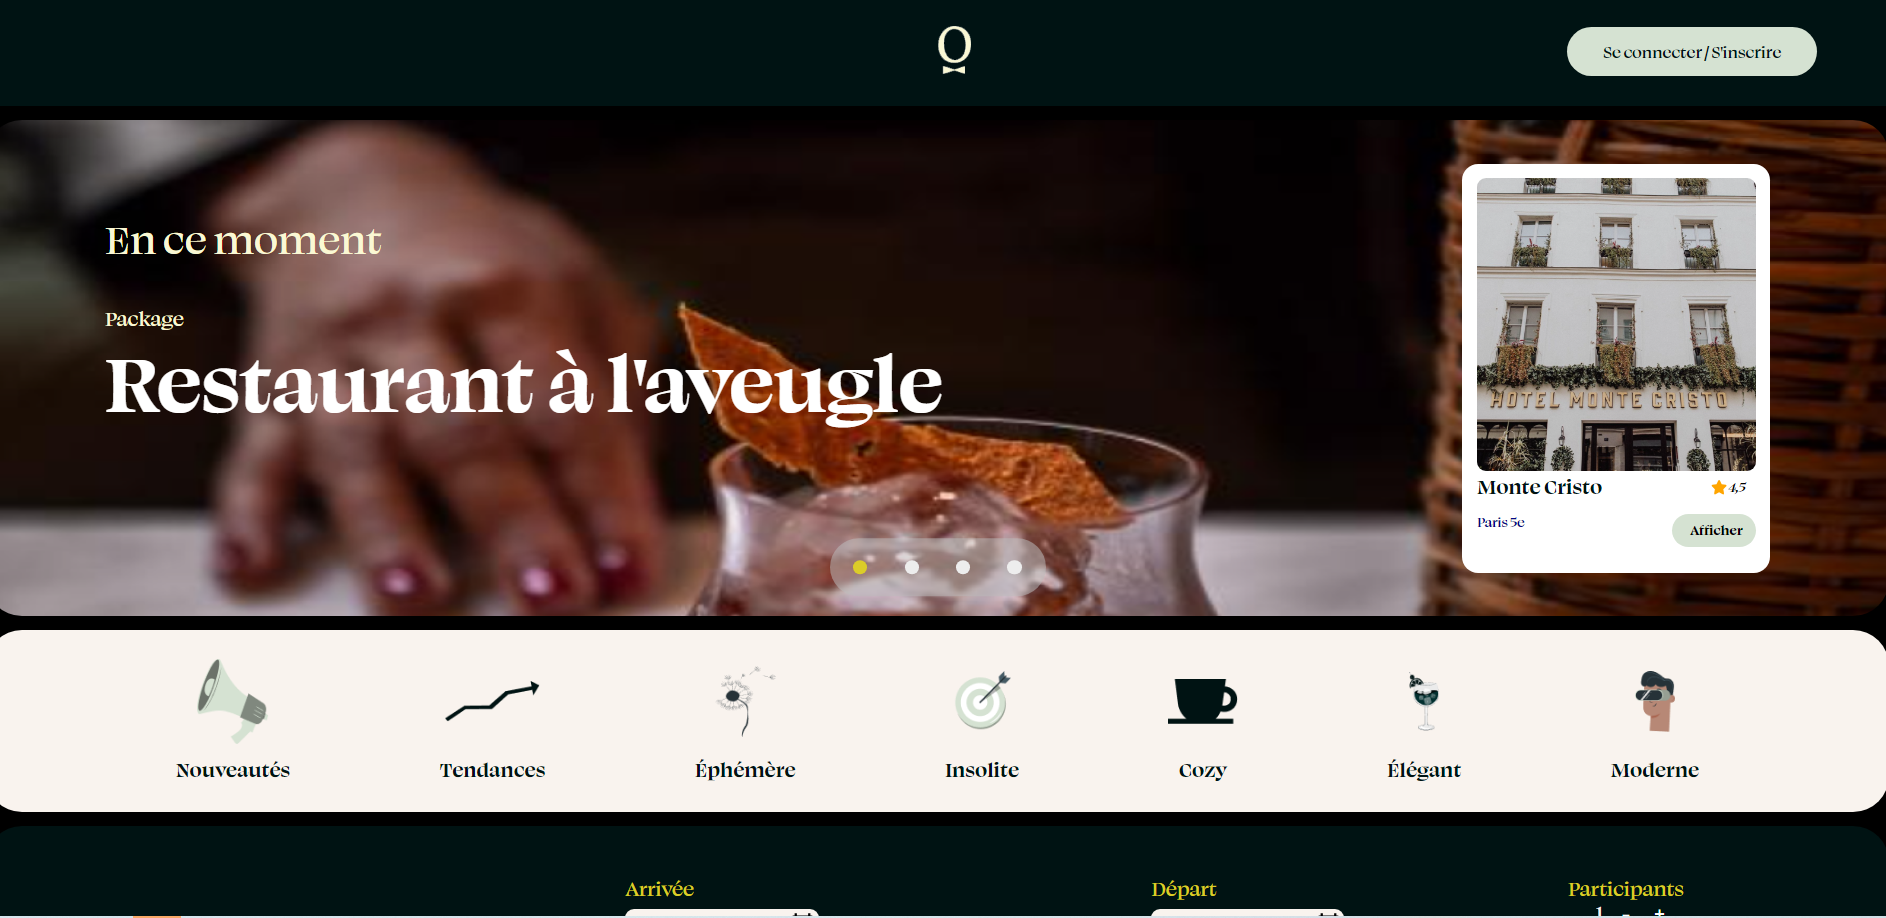 O
Se connecter / S'inscrire
En ce moment
Package
Restaurant à l'aveugle
HOTEL MONTE CRISTO
Monte Cristo
4,5
Paris 5e
Afficher
Nouveautés
Tendances
Éphémère
Insolite
Cozy
Élégant
Moderne
Arrivée
Départ
Participants
1 - +